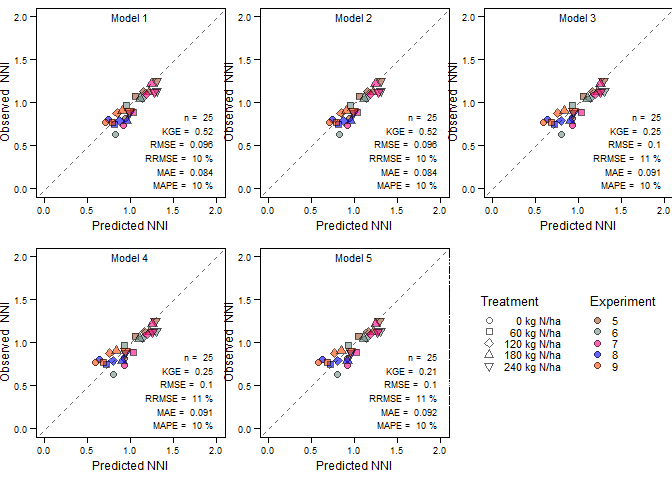 Model 1
2.0
1.5
1.0
0.5
0.0
Observed NNI
n = 25
KGE = 0.52
RMSE = 0.096
RRMSE = 10 %
MAE = 0.084
MAPE = 10 %
0.0 0.5 1.0 1.5 2.0
Predicted NNI
Model 2
2.0
1.5
1.0
0.5
0.0
Observed NNI
n = 25
KGE = 0.52
RMSE = 0.096
RRMSE = 10 %
MAE = 0.084
MAPE = 10 %
0.0 0.5 1.0 1.5 2.0
Predicted NNI
Model 3
2.0
1.5
1.0
0.5
0.0
Observed NNI
n = 25
KGE = 0.25
RMSE = 0.1
RRMSE = 11 %
MAE = 0.091
MAPE = 10 %
0.0 0.5 1.0 1.5 2.0
Predicted NNI
Model 4
2.0
1.5
1.0
0.5
0.0
Observed NNI
n = 25
KGE = 0.25
RMSE = 0.1
RRMSE = 11 %
MAE = 0.091
MAPE = 10 %
0.0 0.5 1.0 1.5 2.0
Predicted NNI
Model 5
2.0
1.5
1.0
0.5
0.0
Observed NNI
n = 25
KGE = 0.21
RMSE = 0.1
RRMSE = 11 %
MAE = 0.092
MAPE = 10 %
0.0 0.5 1.0 1.5 2.0
Predicted NNI
Treatment
0 kg N/ha
60 kg N/ha
120 kg N/ha
180 kg N/ha
240 kg N/ha
Experiment
5
6
7
8
9